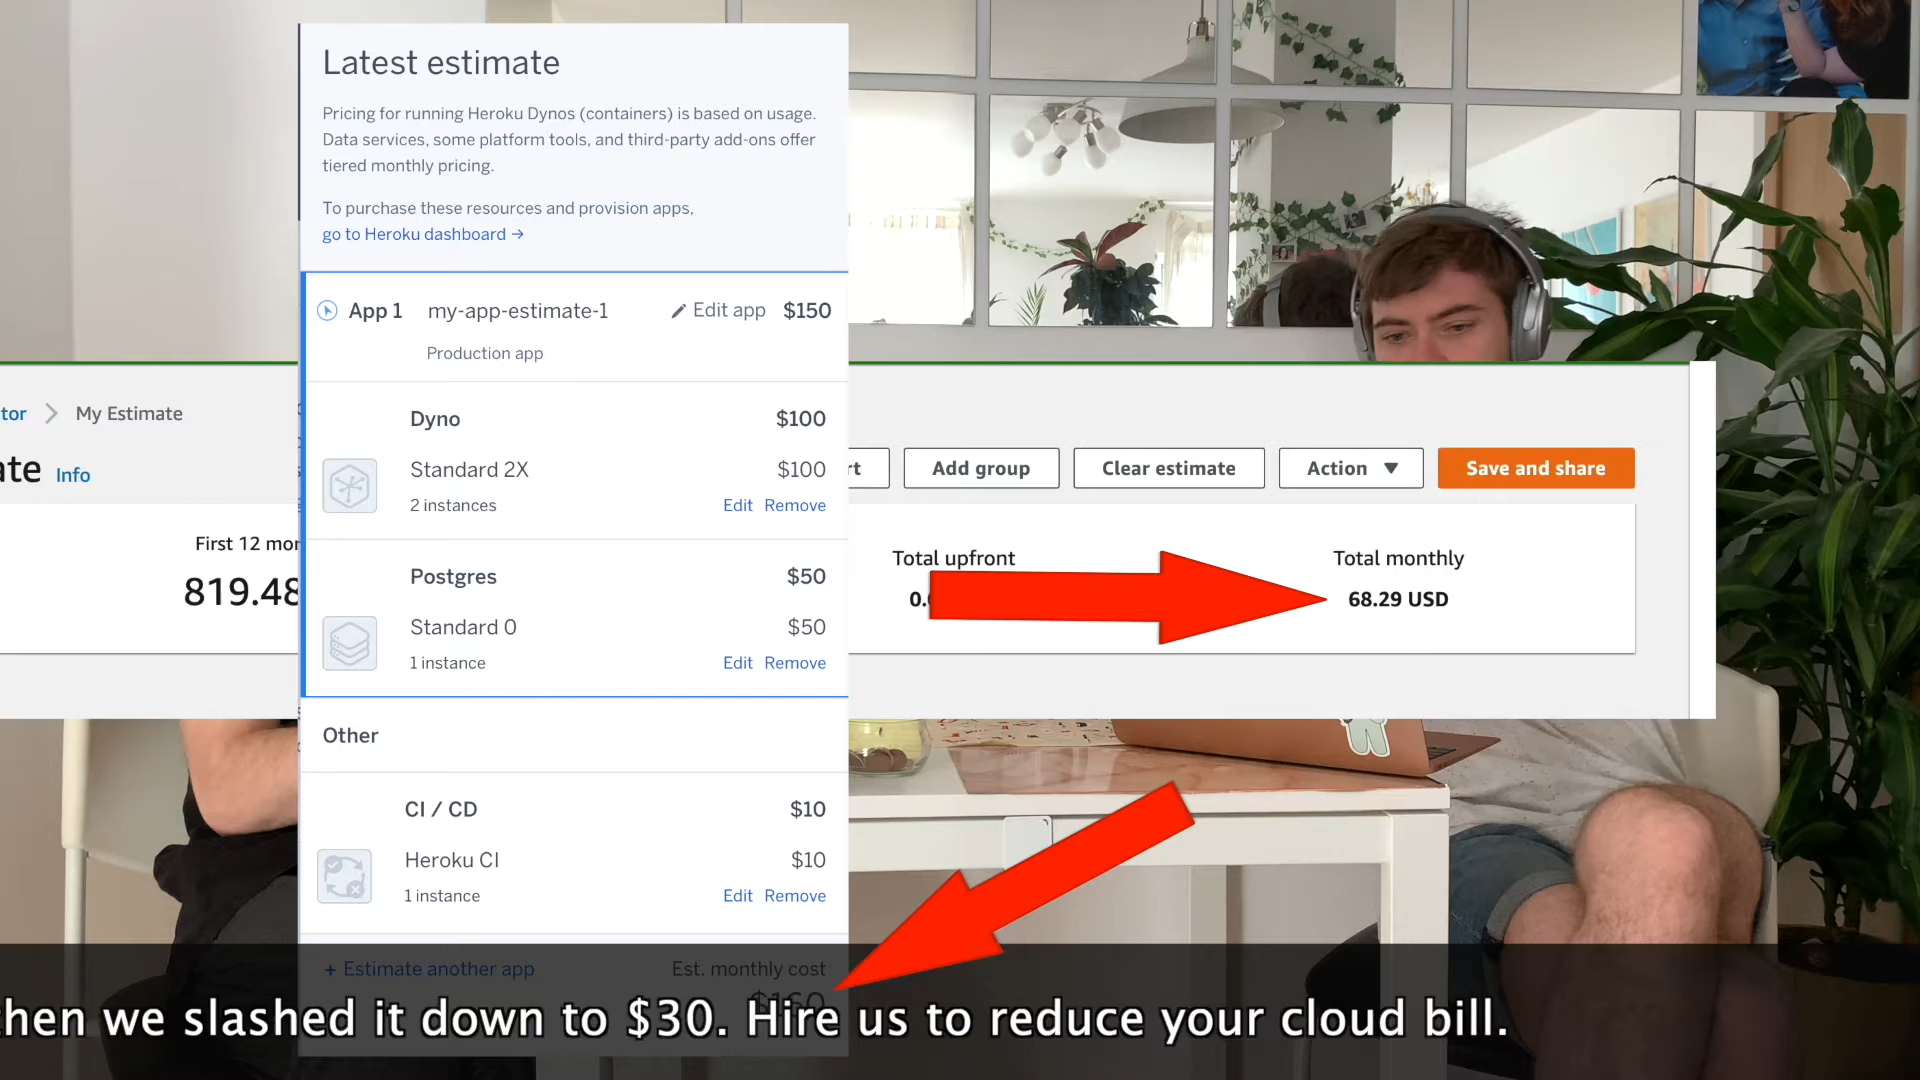 Latest estimate
Pricing for running Heroku Dynos (containers) is based on usage.
Data services, some platform tools, and third-party add-ons offer
tiered monthly pricing.
To purchase these resources and provision apps,
go to Heroku dashboard →
App 1 my-app-estimate-1 Edit app $150
Production app
Dyno $100
Standard 2X $100
2 instances Edit Remove
Postgres $50
Standard 0 $50
1 instance Edit Remove
Other
CI / CD $10
Heroku CI $10
1 instance Edit Remove
+ Estimate another app Est. monthly cost
$160
tor > My Estimate
ate Info
rt Add group Clear estimate Action ▼ Save and share
First 12 mon
819.48
Total upfront
0.
Total monthly
68.29 USD
then we slashed it down to $30. Hire us to reduce your cloud bill.